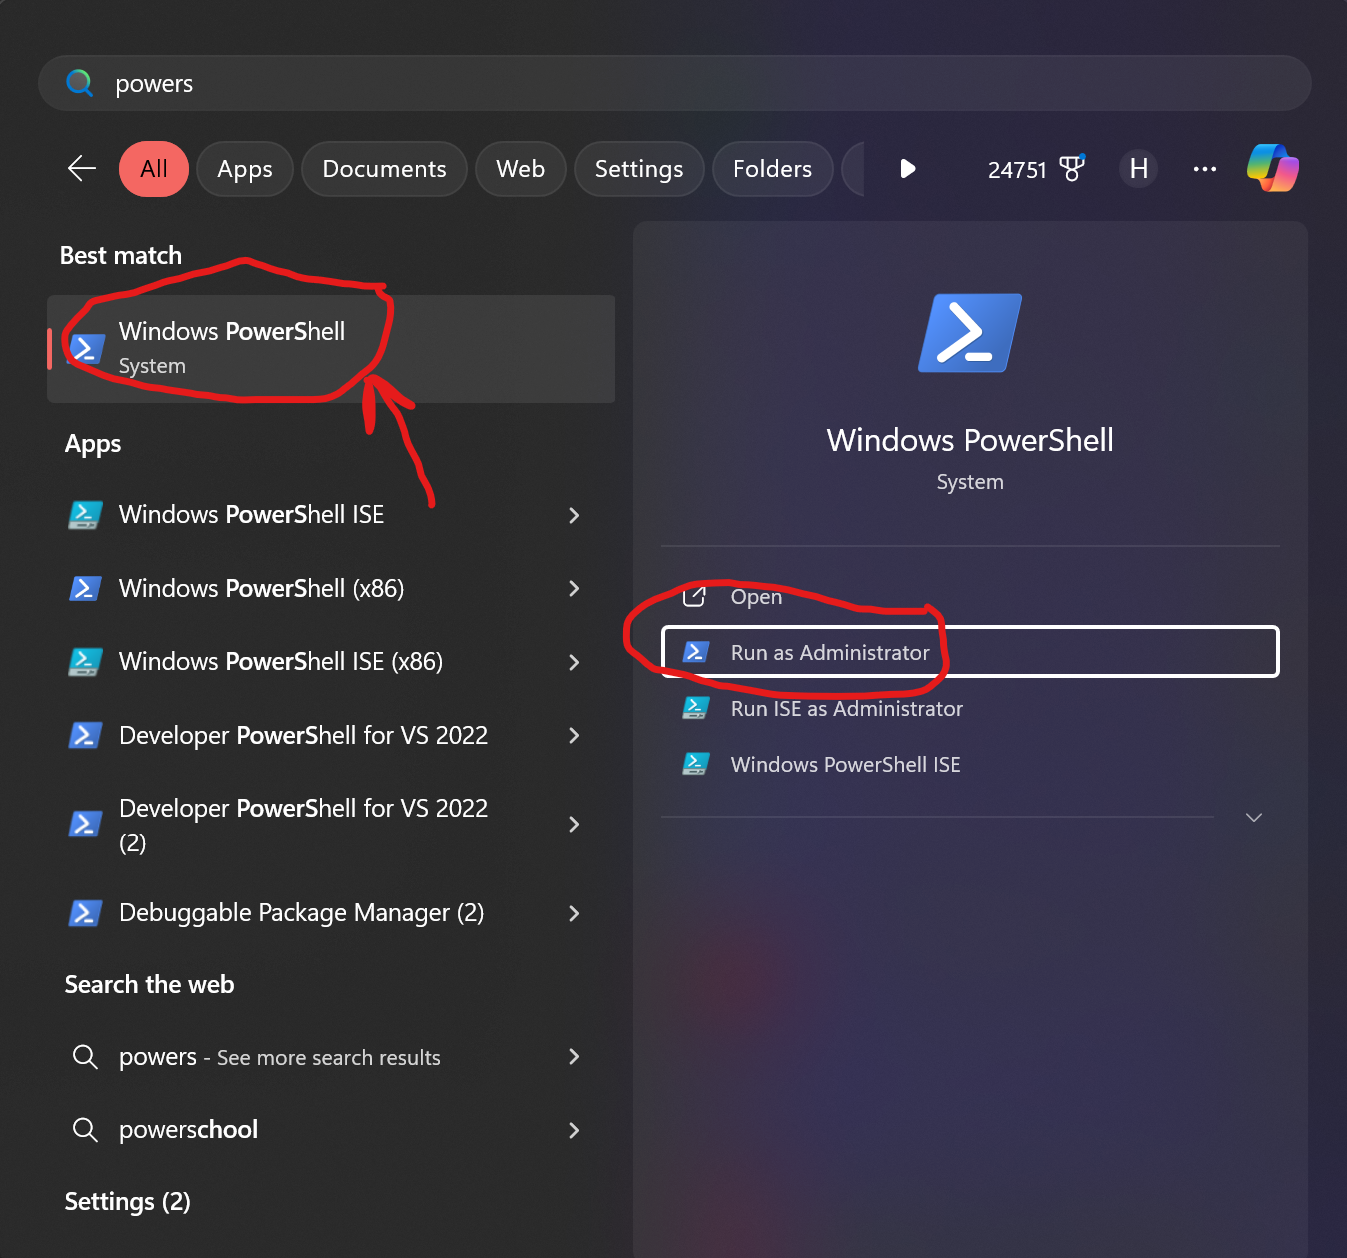 powers
All
Apps
Documents
Web
Settings
Folders
24751
H
Best match
Windows PowerShell
System
Apps
Windows PowerShell ISE
Windows PowerShell (x86)
Windows PowerShell ISE (x86)
Developer PowerShell for VS 2022
Developer PowerShell for VS 2022
(2)
Debuggable Package Manager (2)
Search the web
powers - See more search results
powerschool
Settings (2)
Windows PowerShell
System
Open
Run as Administrator
Run ISE as Administrator
Windows PowerShell ISE